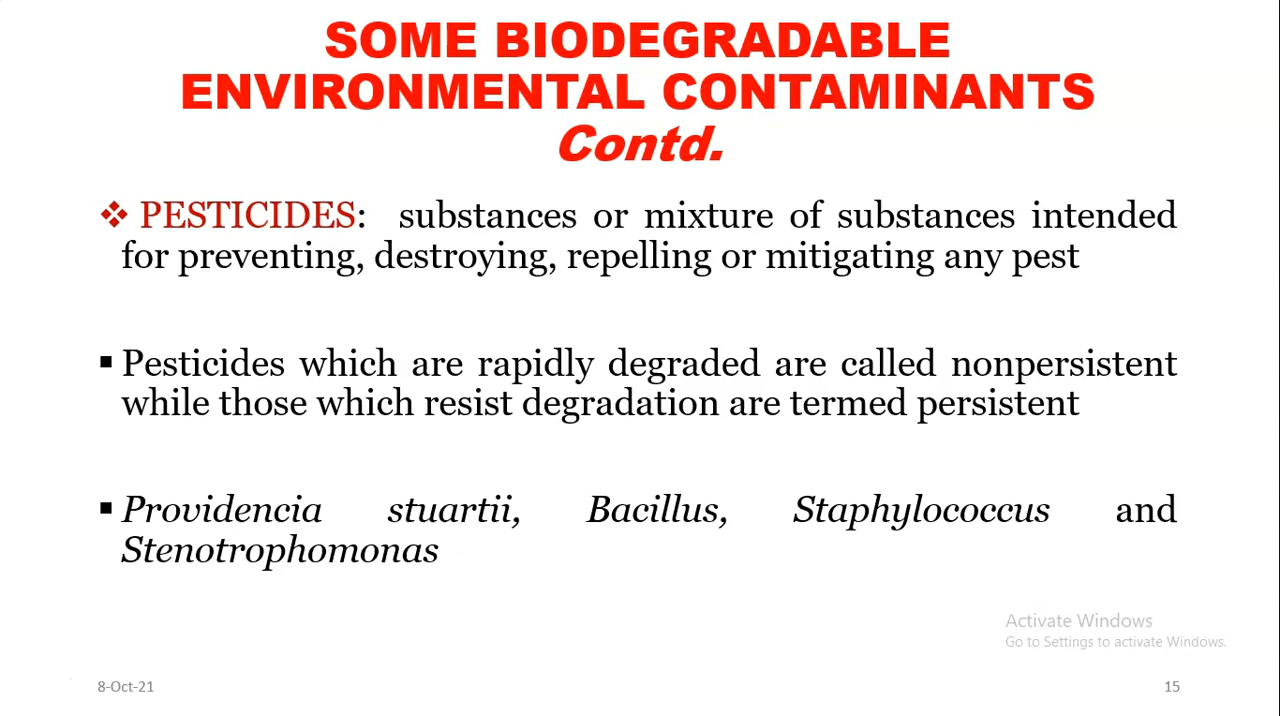 SOME BIODEGRADABLE
ENVIRONMENTAL CONTAMINANTS
Contd.
❖ PESTICIDES: substances or mixture of substances intended
for preventing, destroying, repelling or mitigating any pest
▪ Pesticides which are rapidly degraded are called nonpersistent
while those which resist degradation are termed persistent
▪ Providencia stuartii, Bacillus, Staphylococcus and
Stenotrophomonas
Activate Windows
Go to Settings to activate Windows.
8-Oct-21
15